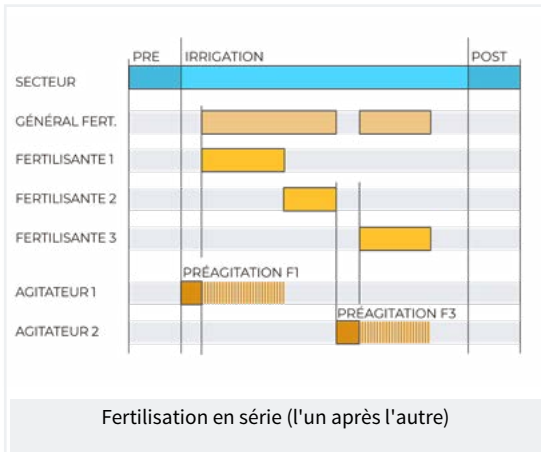 PRE IRRIGATION POST
SECTEUR
GÉNÉRAL FERT.
FERTILISANTE 1
FERTILISANTE 2
FERTILISANTE 3
PRÉAGITATION F1
AGITATEUR 1
PRÉAGITATION F3
AGITATEUR 2
Fertilisation en série (l'un après l'autre)